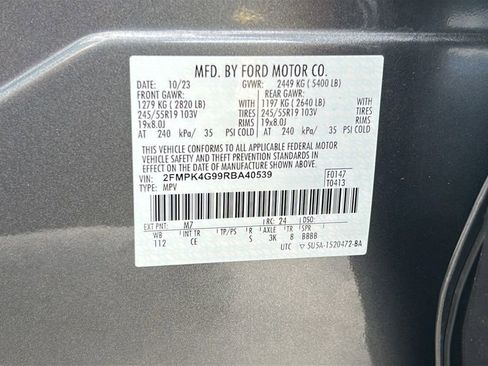 MFD. BY FORD MOTOR CO.
DATE: 10/23 GVWR: 2449 KG ( 5400 LB)
FRONT GAWR: REAR GAWR:
1279 KG ( 2820 LB) 1197 KG ( 2640 LB)
245/55R19 103V TIRES 245/55R19 103V
19x8.0J RIMS 19x8.0J
AT 240 kPa/ 35 PSI COLD AT 240 kPa/ 35 PSI COLD
THIS VEHICLE CONFORMS TO ALL APPLICABLE FEDERAL MOTOR
VEHICLE SAFETY AND THEFT PREVENTION STANDARDS IN
EFFECT ON THE DATE OF MANUFACTURE SHOWN ABOVE.
VIN: 2FMPK4G99RBA40539 F0147
TYPE: MPV T0413
EXT PNT: M7 RC: 24 DSO:
WB INT TR TP/PS R AXLE TR SPR
112 CE S 3K 8 BBBB
UTC ▽ 5U5A-1520472-BA